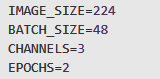 IMAGE_SIZE=224
BATCH_SIZE=48
CHANNELS=3
EPOCHS=2